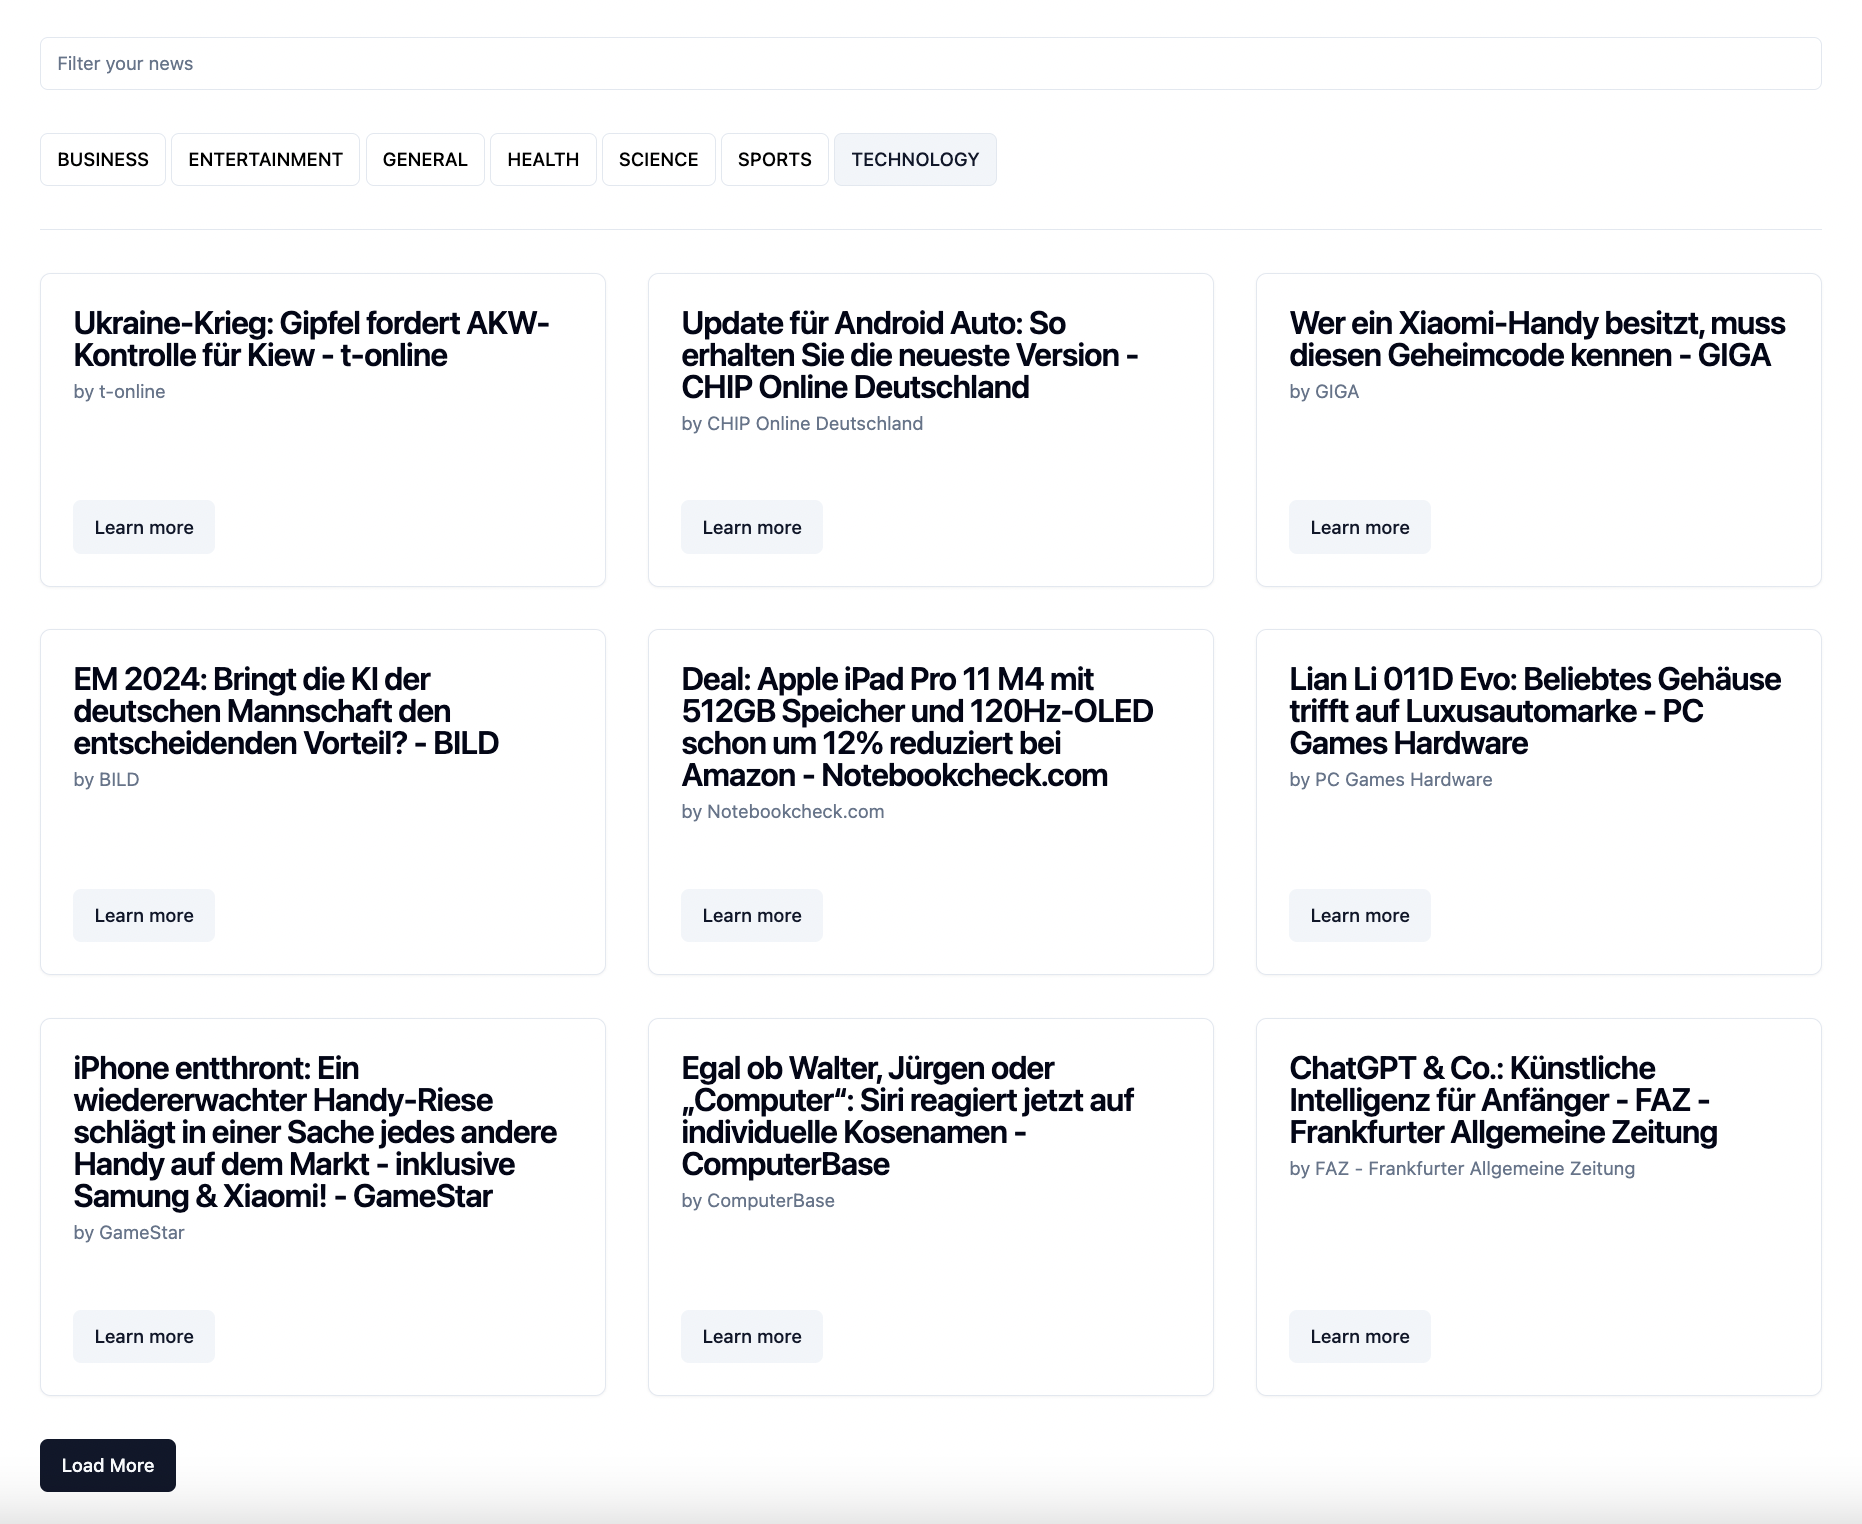 Filter your news
BUSINESS
ENTERTAINMENT
GENERAL
HEALTH
SCIENCE
SPORTS
TECHNOLOGY
Ukraine-Krieg: Gipfel fordert AKW-
Kontrolle für Kiew - t-online
by t-online
Learn more
Update für Android Auto: So
erhalten Sie die neueste Version -
CHIP Online Deutschland
by CHIP Online Deutschland
Learn more
Wer ein Xiaomi-Handy besitzt, muss
diesen Geheimcode kennen - GIGA
by GIGA
Learn more
EM 2024: Bringt die KI der
deutschen Mannschaft den
entscheidenden Vorteil? - BILD
by BILD
Learn more
Deal: Apple iPad Pro 11 M4 mit
512GB Speicher und 120Hz-OLED
schon um 12% reduziert bei
Amazon - Notebookcheck.com
by Notebookcheck.com
Learn more
Lian Li 011D Evo: Beliebtes Gehäuse
trifft auf Luxusautomarke - PC
Games Hardware
by PC Games Hardware
Learn more
iPhone entthront: Ein
wiedererwachter Handy-Riese
schlägt in einer Sache jedes andere
Handy auf dem Markt - inklusive
Samung & Xiaomi! - GameStar
by GameStar
Learn more
Egal ob Walter, Jürgen oder
„Computer“: Siri reagiert jetzt auf
individuelle Kosenamen -
ComputerBase
by ComputerBase
Learn more
ChatGPT & Co.: Künstliche
Intelligenz für Anfänger - FAZ -
Frankfurter Allgemeine Zeitung
by FAZ - Frankfurter Allgemeine Zeitung
Learn more
Load More